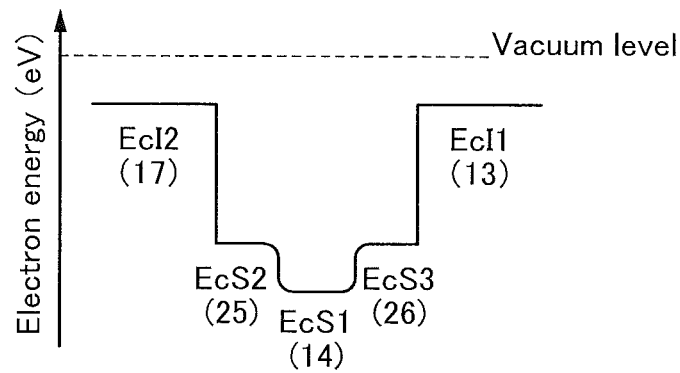 Electron energy (eV)
Vacuum level
EcI2
(17)
EcI1
(13)
EcS2
(25)
EcS3
(26)
EcS1
(14)